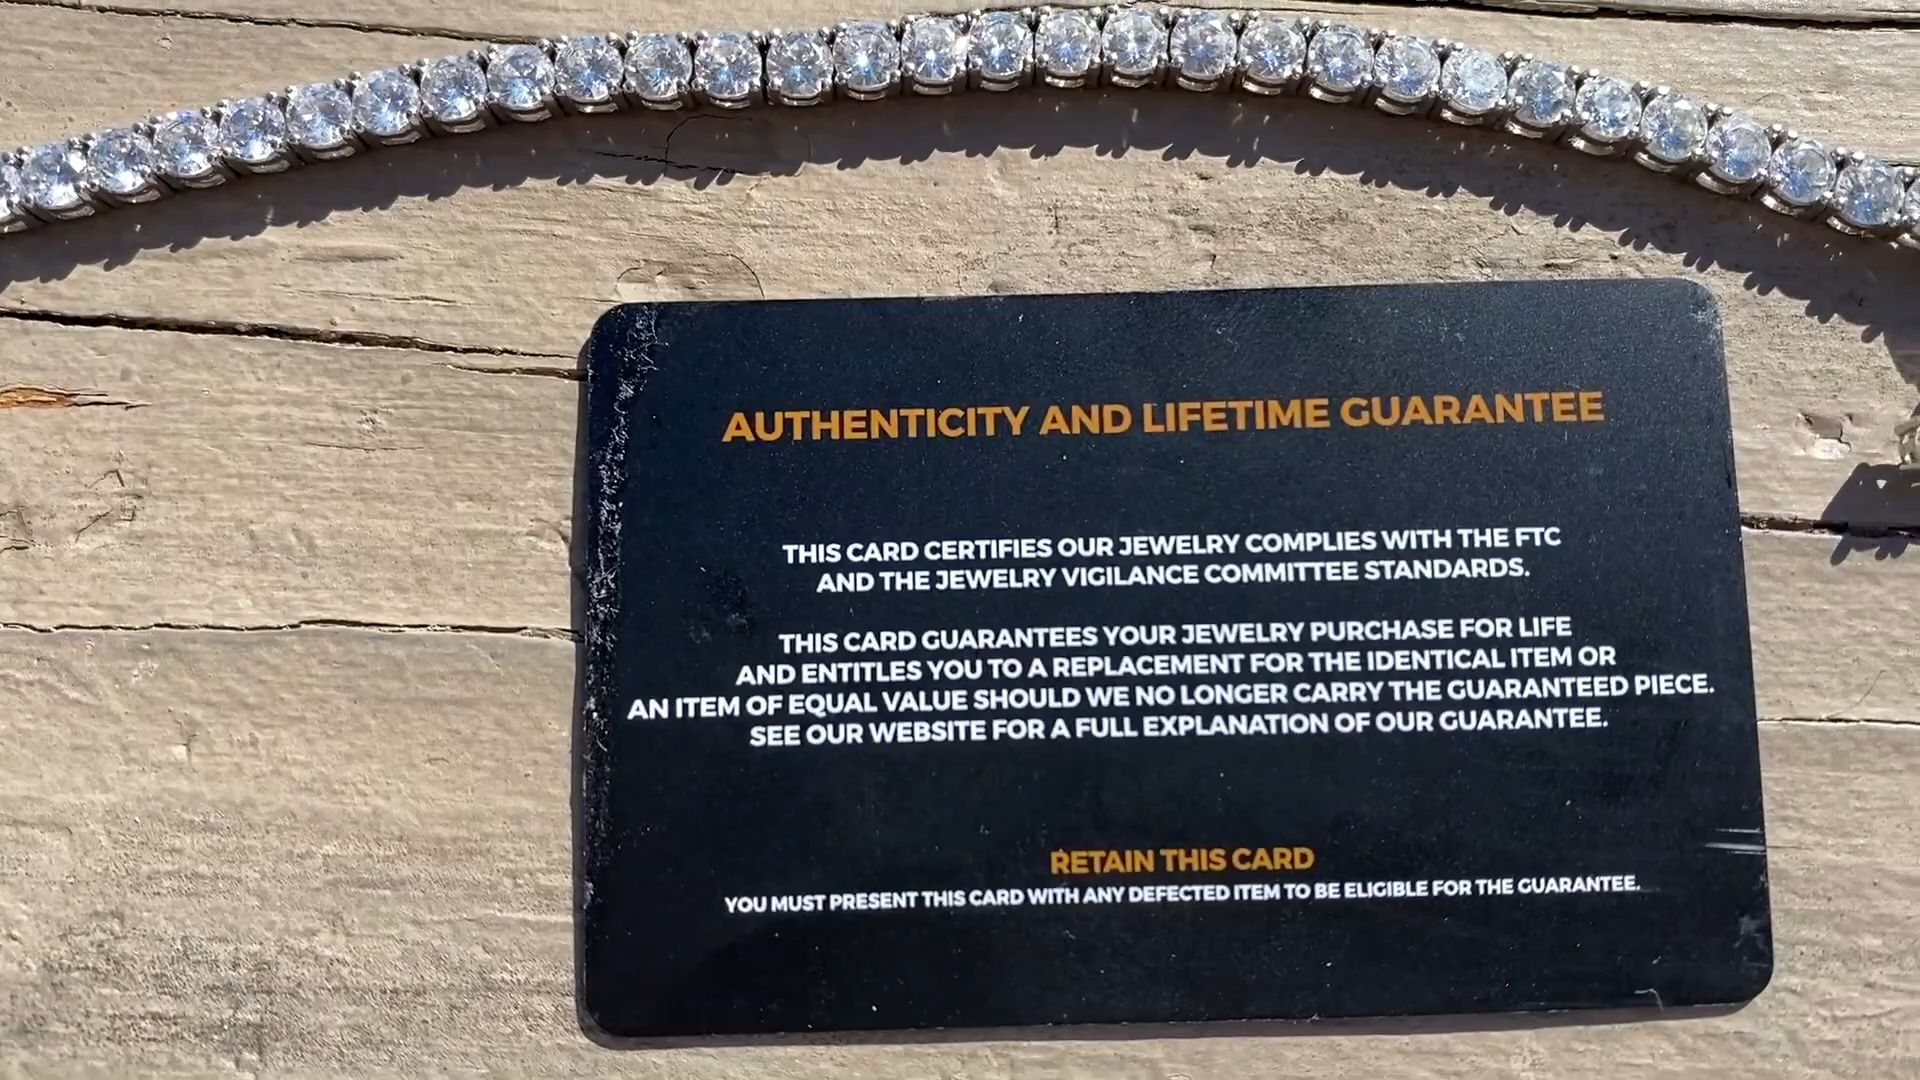 AUTHENTICITY AND LIFETIME GUARANTEE
THIS CARD CERTIFIES OUR JEWELRY COMPLIES WITH THE FTC
AND THE JEWELRY VIGILANCE COMMITTEE STANDARDS.
THIS CARD GUARANTEES YOUR JEWELRY PURCHASE FOR LIFE
AND ENTITLES YOU TO A REPLACEMENT FOR THE IDENTICAL ITEM OR
AN ITEM OF EQUAL VALUE SHOULD WE NO LONGER CARRY THE GUARANTEED PIECE.
SEE OUR WEBSITE FOR A FULL EXPLANATION OF OUR GUARANTEE.
RETAIN THIS CARD
YOU MUST PRESENT THIS CARD WITH ANY DEFECTED ITEM TO BE ELIGIBLE FOR THE GUARANTEE.